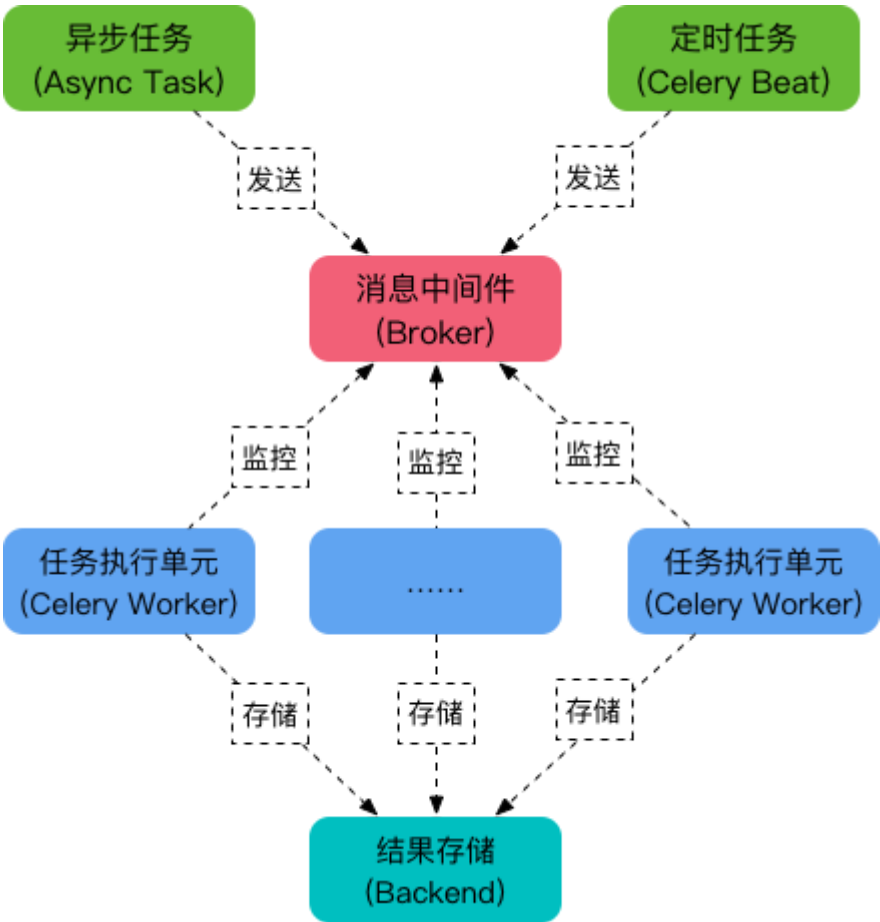 异步任务
(Async Task)
定时任务
(Celery Beat)
发送
发送
消息中间件
(Broker)
监控
监控
监控
任务执行单元
(Celery Worker)
……
任务执行单元
(Celery Worker)
存储
存储
存储
结果存储
(Backend)